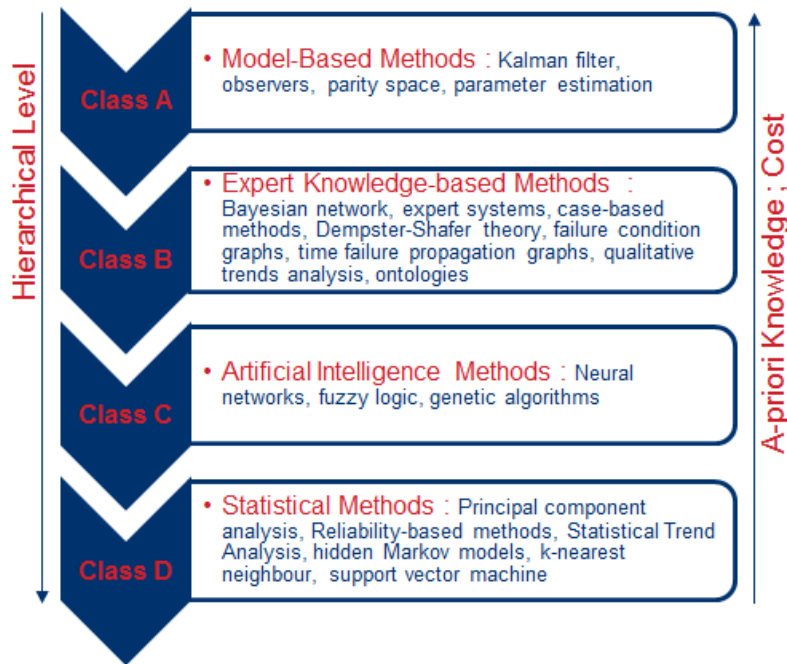 Hierarchical Level
Class A
• Model-Based Methods : Kalman filter,
observers, parity space, parameter estimation
Class B
• Expert Knowledge-based Methods :
Bayesian network, expert systems, case-based
methods, Dempster-Shafer theory, failure condition
graphs, time failure propagation graphs, qualitative
trends analysis, ontologies
Class C
• Artificial Intelligence Methods : Neural
networks, fuzzy logic, genetic algorithms
Class D
• Statistical Methods : Principal component
analysis, Reliability-based methods, Statistical Trend
Analysis, hidden Markov models, k-nearest
neighbour, support vector machine
A-priori Knowledge ; Cost